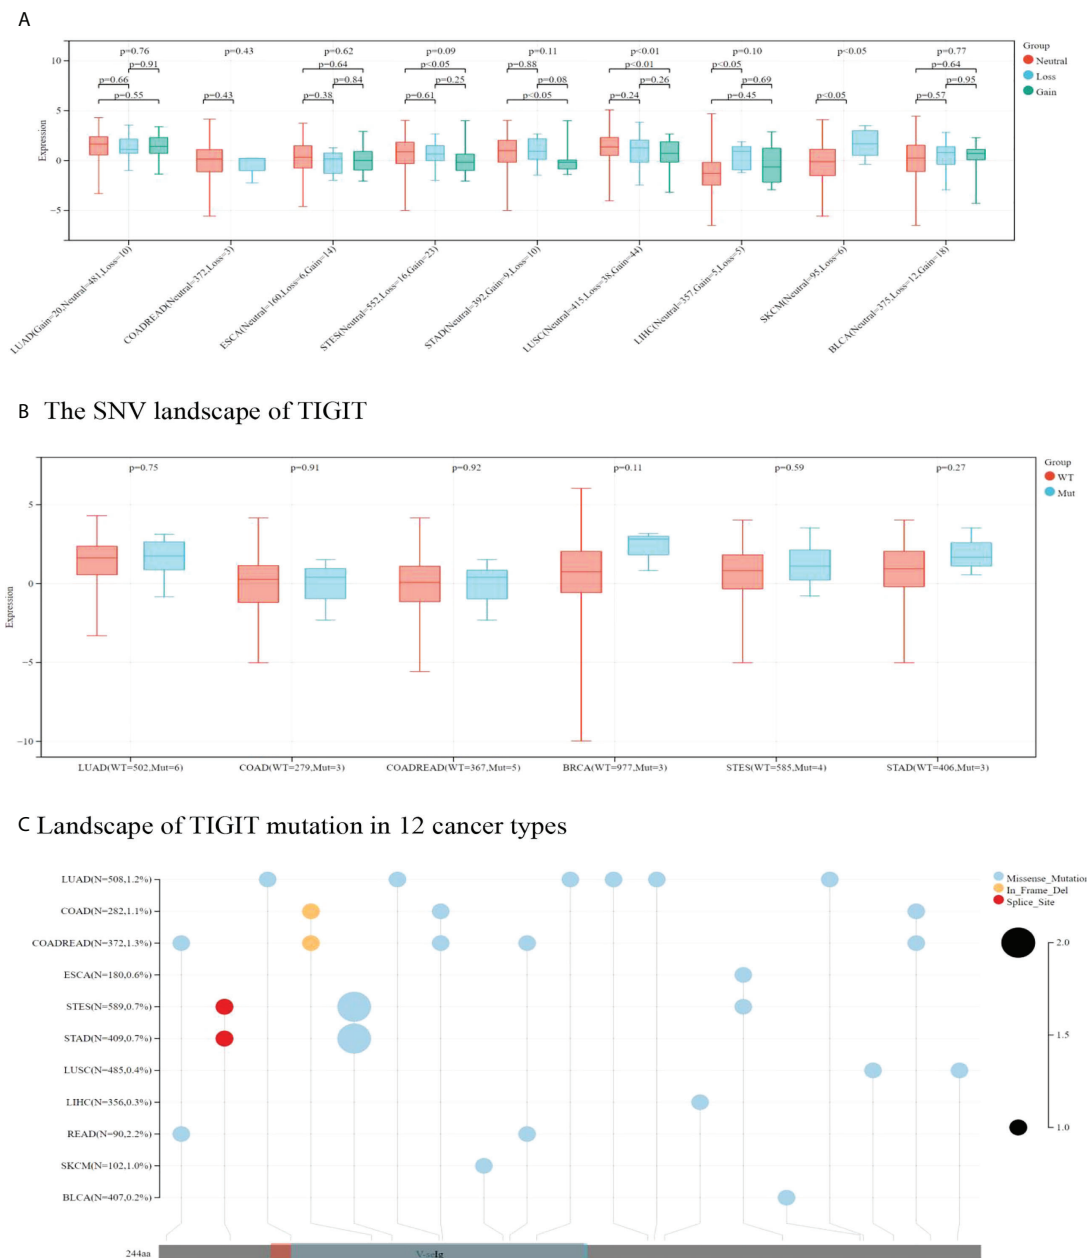 A
p=0.76 p=0.43 p=0.62 p=0.09 p=0.11 p<0.01 p=0.10 p<0.05 p=0.77
p=0.91 p=0.64 p<0.05 p=0.88 p<0.01 p<0.05 p=0.64
p=0.66 p=0.84 p=0.25 p=0.08 p=0.26 p=0.69 p=0.95
p=0.55 p=0.43 p=0.38 p=0.61 p<0.05 p=0.24 p=0.45 p<0.05 p=0.57
Group
Neutral
Loss
Gain
Expression
10
5
0
−5
LUAD(Gain=20,Neutral=481,Loss=10)
COADREAD(Neutral=372,Loss=3)
ESCA(Neutral=160,Loss=6,Gain=14)
STES(Neutral=552,Loss=16,Gain=23)
STAD(Neutral=392,Gain=9,Loss=10)
LUSC(Neutral=415,Loss=38,Gain=44)
LIHC(Neutral=357,Gain=5,Loss=5)
SKCM(Neutral=95,Loss=6)
BLCA(Neutral=375,Loss=12,Gain=18)
B The SNV landscape of TIGIT
p=0.75 p=0.91 p=0.92 p=0.11 p=0.59 p=0.27
Group
WT
Mut
Expression
5
0
−5
−10
LUAD(WT=502,Mut=6) COAD(WT=279,Mut=3) COADREAD(WT=367,Mut=5) BRCA(WT=977,Mut=3) STES(WT=585,Mut=4) STAD(WT=406,Mut=3)
C Landscape of TIGIT mutation in 12 cancer types
LUAD(N=508,1.2%)
COAD(N=282,1.1%)
COADREAD(N=372,1.3%)
ESCA(N=180,0.6%)
STES(N=589,0.7%)
STAD(N=409,0.7%)
LUSC(N=485,0.4%)
LIHC(N=356,0.3%)
READ(N=90,2.2%)
SKCM(N=102,1.0%)
BLCA(N=407,0.2%)
Missense_Mutation
In_Frame_Del
Splice_Site
2.0
1.5
1.0
244aa
V-setIg